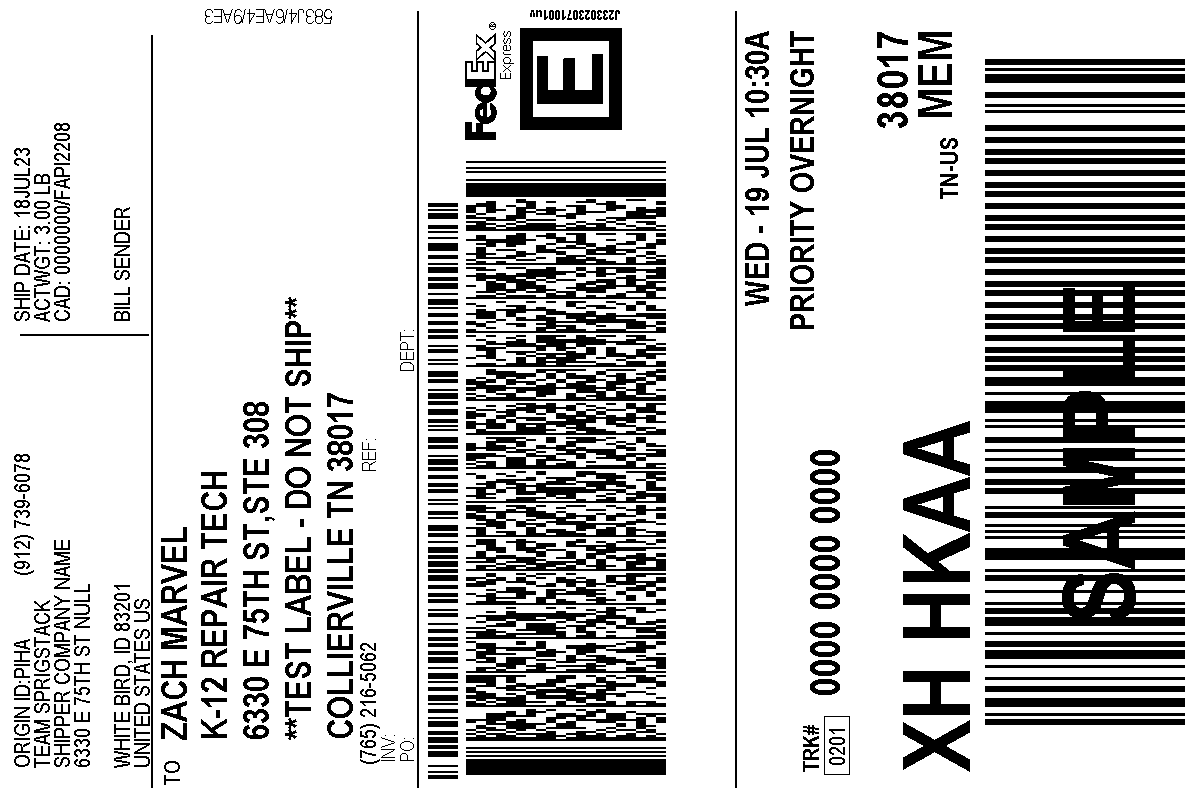 ORIGIN ID:PIHA (912) 739-6078
TEAM SPRIGSTACK
SHIPPER COMPANY NAME
6330 E 75TH ST NULL
WHITE BIRD, ID 83201
UNITED STATES US
SHIP DATE: 18JUL23
ACTWGT: 3.00 LB
CAD: 0000000/FAPI2208
BILL SENDER
TO ZACH MARVEL
K-12 REPAIR TECH
6330 E 75TH ST,STE 308
**TEST LABEL - DO NOT SHIP**
COLLIERVILLE TN 38017
(765) 216-5062
REF:
INV:
PO:
DEPT:
583J4/6AE4/9AE3
FedEx®
Express
E
J233023071001uv
WED - 19 JUL 10:30A
PRIORITY OVERNIGHT
TRK# 0000 0000 0000
0201
XH HKAA
38017
TN-US MEM
SAMPLE